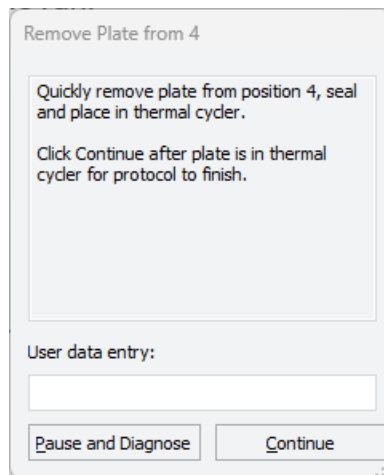 Remove Plate from 4
Quickly remove plate from position 4, seal
and place in thermal cycler.
Click Continue after plate is in thermal
cycler for protocol to finish.
User data entry:
Pause and Diagnose
Continue